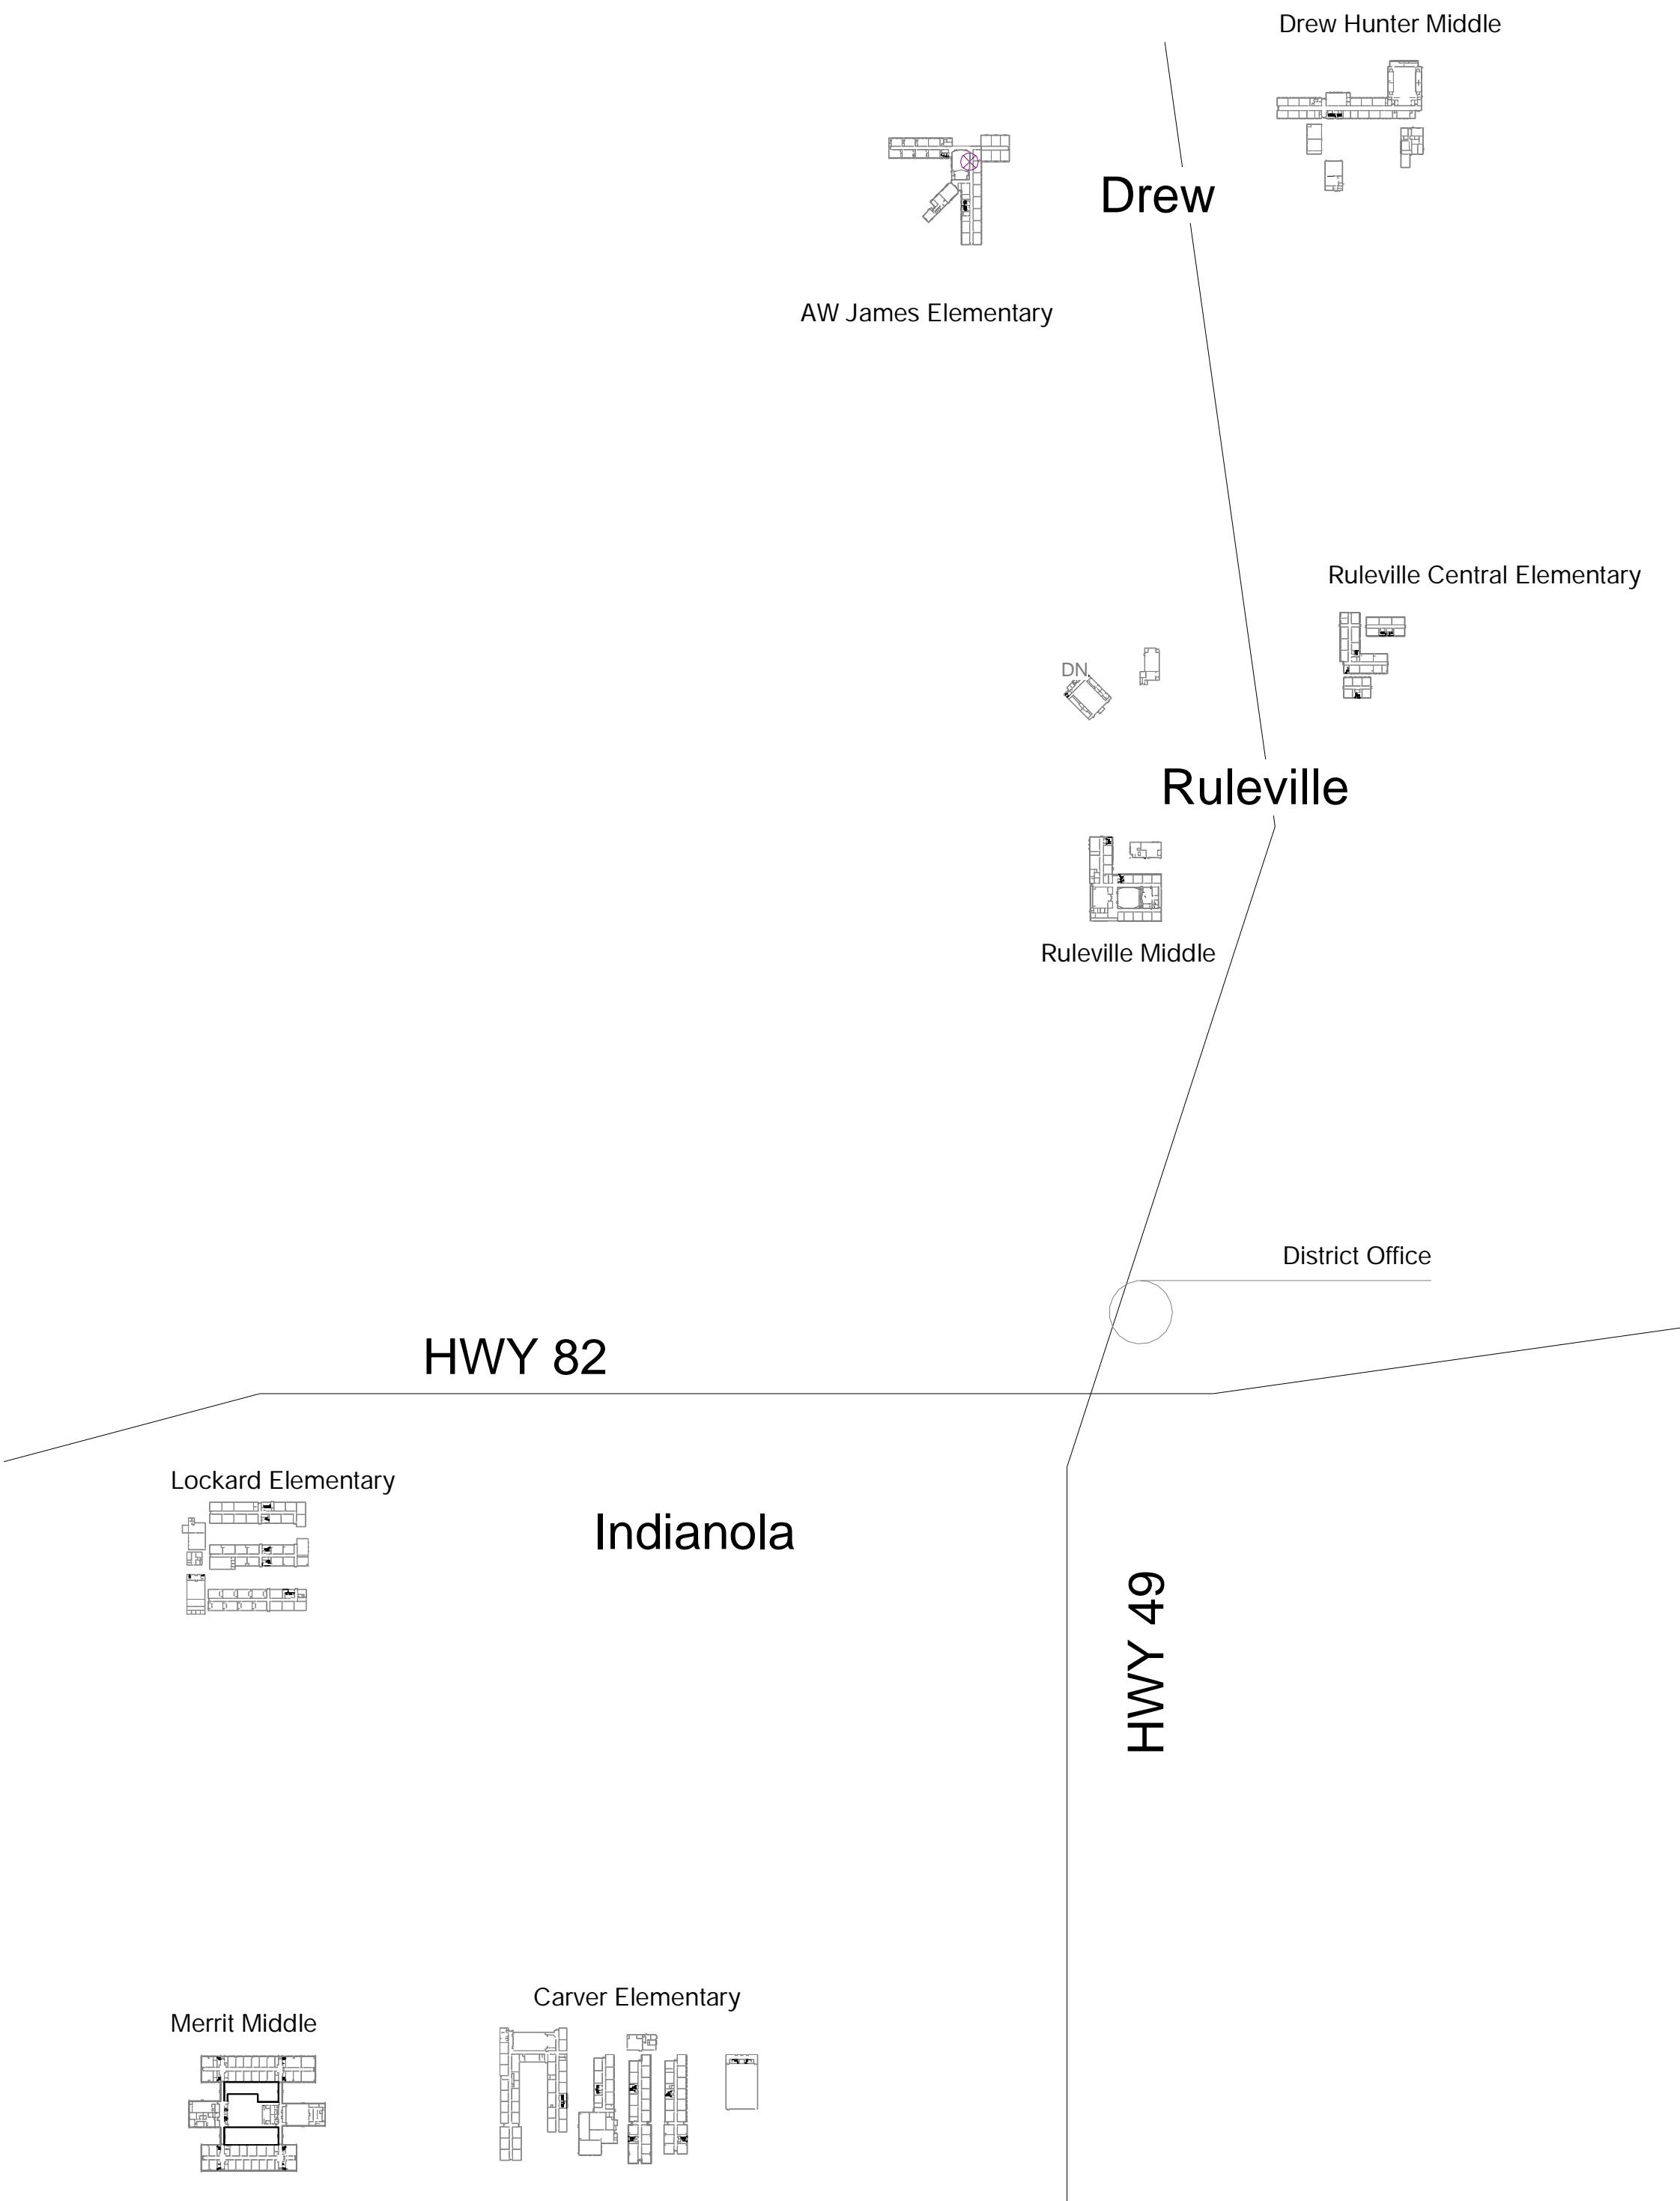 Drew Hunter Middle
Drew
AW James Elementary
Ruleville Central Elementary
DN
Ruleville
Ruleville Middle
District Office
HWY 82
Lockard Elementary
Indianola
HWY 49
Carver Elementary
Merrit Middle